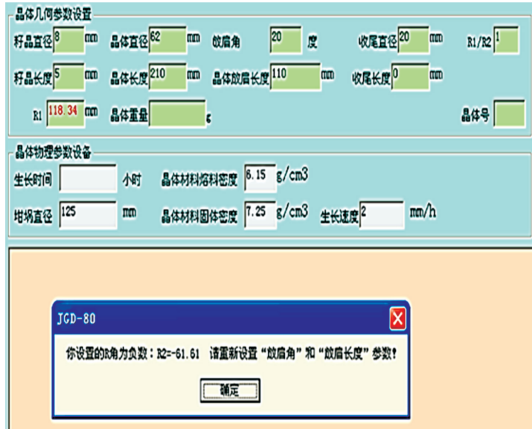 晶体几何参数设置
籽晶直径 8 mm 晶体直径 62 mm 放肩角 20 度 收尾直径 20 mm R1/R2 1
籽晶长度 5 mm 晶体长度 210 mm 晶体放肩长度 110 mm 收尾长度 0 mm
R1 118.34 mm 晶体重量 g 晶体号
晶体物理参数设备
生长时间 小时 晶体材料熔料密度 6.15 g/cm3
坩埚直径 125 mm 晶体材料固体密度 7.25 g/cm3 生长速度 2 mm/h
JGD-80
你设置的R角为负数：R2=-61.61 请重新设置“放肩角”和“放肩长度”参数！
确定